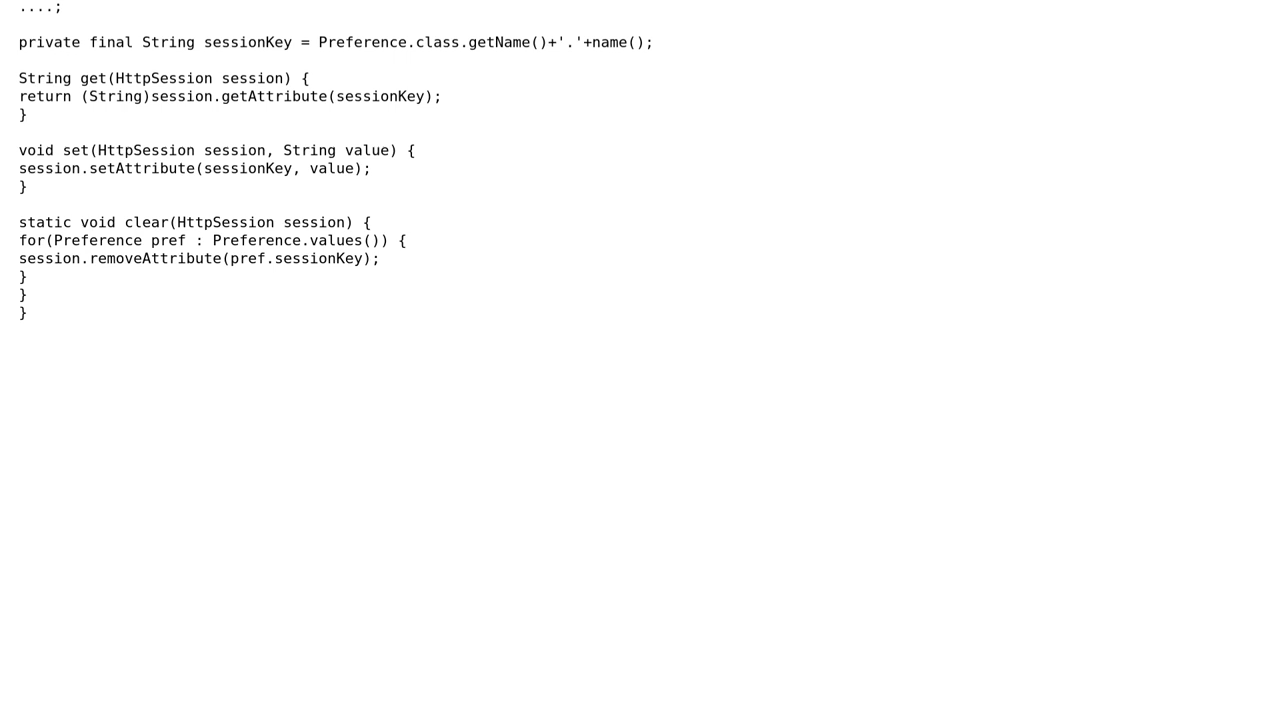 ....;
private final String sessionKey = Preference.class.getName()+'.'+name();
String get(HttpSession session) {
return (String)session.getAttribute(sessionKey);
}
void set(HttpSession session, String value) {
session.setAttribute(sessionKey, value);
}
static void clear(HttpSession session) {
for(Preference pref : Preference.values()) {
session.removeAttribute(pref.sessionKey);
}
}
}